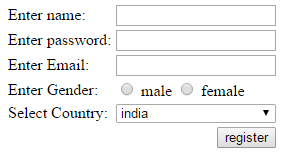 Enter name:
Enter password:
Enter Email:
Enter Gender: male female
Select Country: india
register